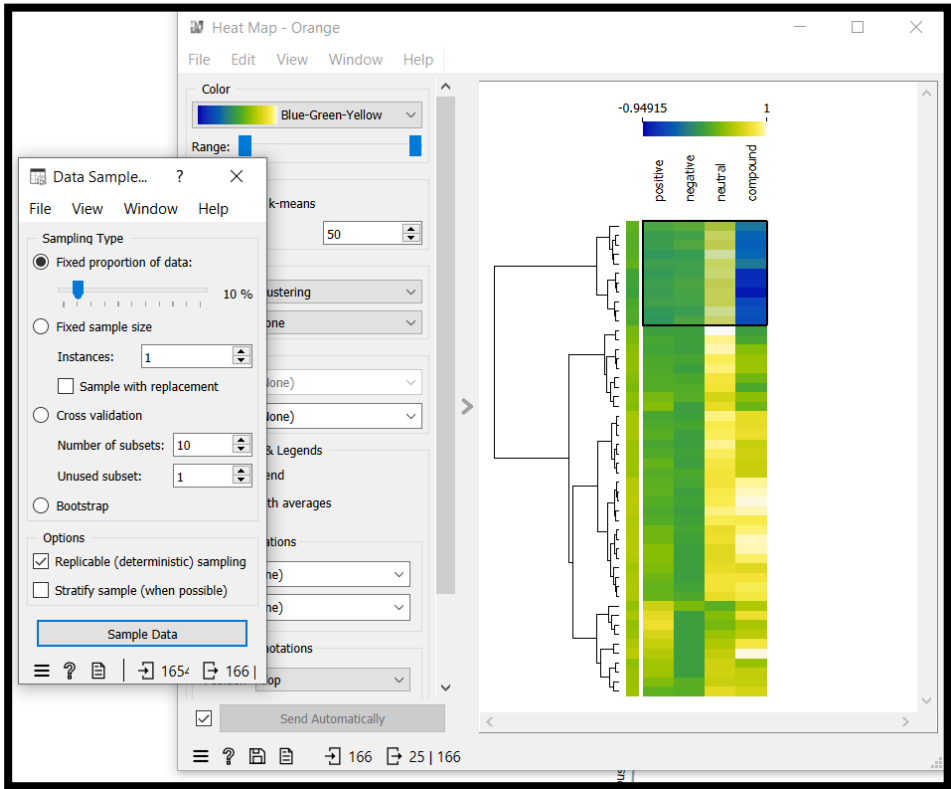 Heat Map - Orange
File Edit View Window Help
Color
Blue-Green-Yellow
Range:
k-means
50
ustering
one
None)
None)
& Legends
end
th averages
ations
ne)
ne)
notations
op
Send Automatically
166 25 | 166
-0.94915 1
positive
negative
neutral
compound
Data Sample... ?
File View Window Help
Sampling Type
Fixed proportion of data:
10 %
Fixed sample size
Instances: 1
Sample with replacement
Cross validation
Number of subsets: 10
Unused subset: 1
Bootstrap
Options
Replicable (deterministic) sampling
Stratify sample (when possible)
Sample Data
? 1654 166 |